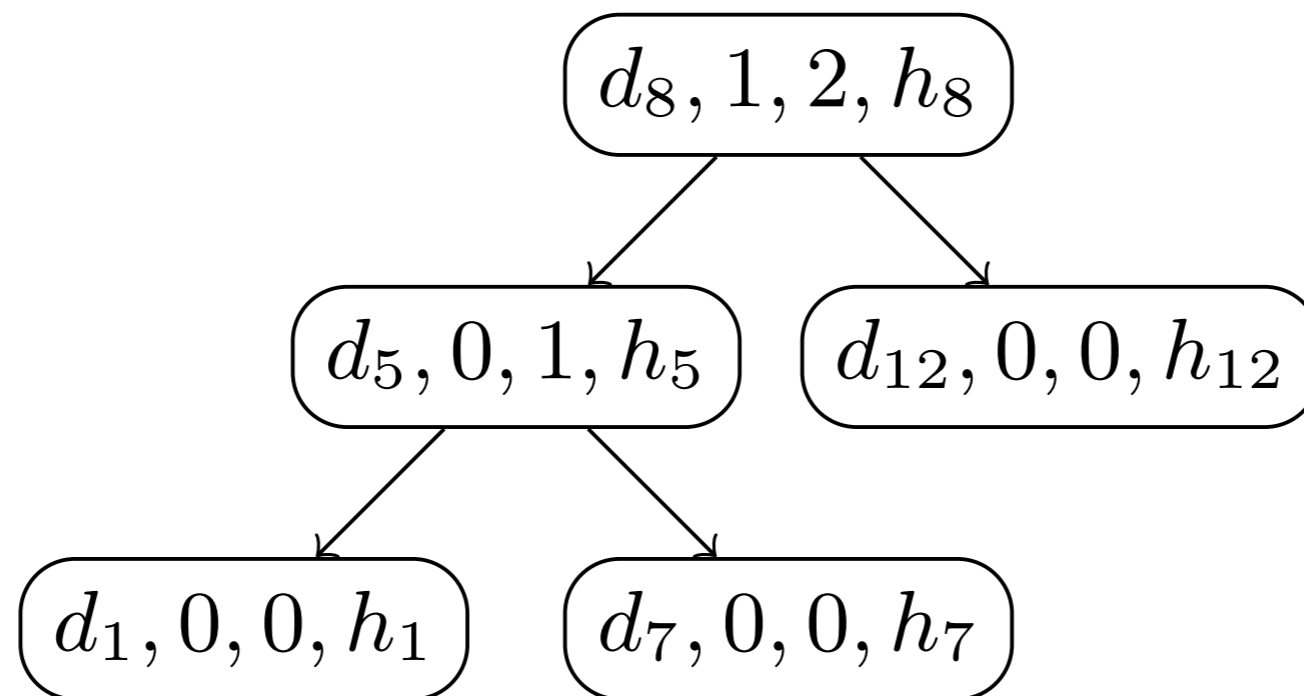 d₈, 1, 2, h₈
d₅, 0, 1, h₅
d₁₂, 0, 0, h₁₂
d₁, 0, 0, h₁
d₇, 0, 0, h₇